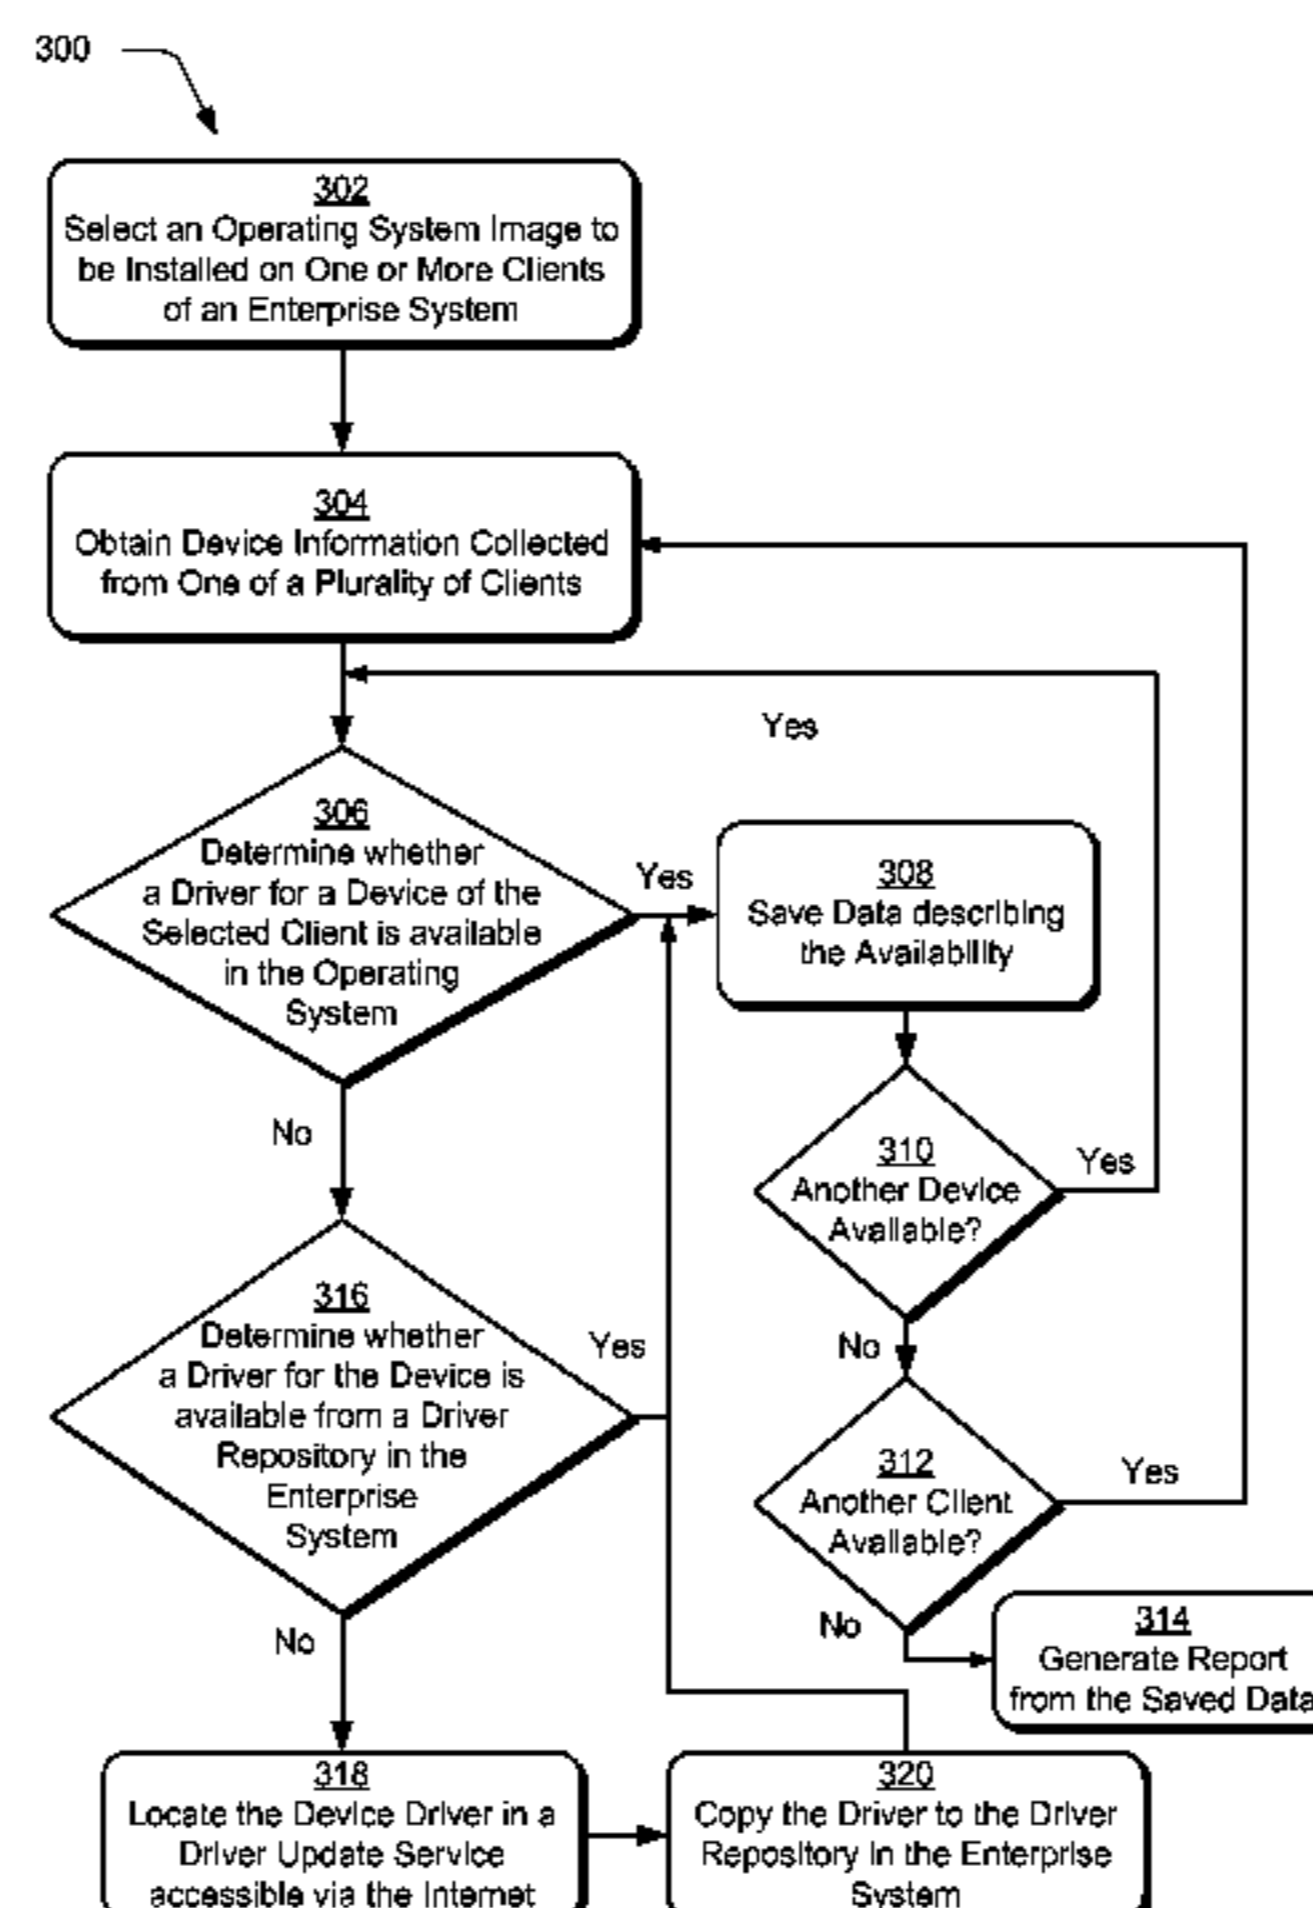 300
302
Select an Operating System Image to
be Installed on One or More Clients
of an Enterprise System
304
Obtain Device Information Collected
from One of a Plurality of Clients
Yes
306
Determine whether
a Driver for a Device of the
Selected Client is available
in the Operating
System
Yes
308
Save Data describing
the Availability
No
310
Another Device
Available?
Yes
316
Determine whether
a Driver for the Device is
available from a Driver
Repository in the
Enterprise
System
Yes
No
312
Another Client
Available?
Yes
No
No
314
Generate Report
from the Saved Data
318
Locate the Device Driver in a
Driver Update Service
accessible via the Internet
320
Copy the Driver to the Driver
Repository in the Enterprise
System